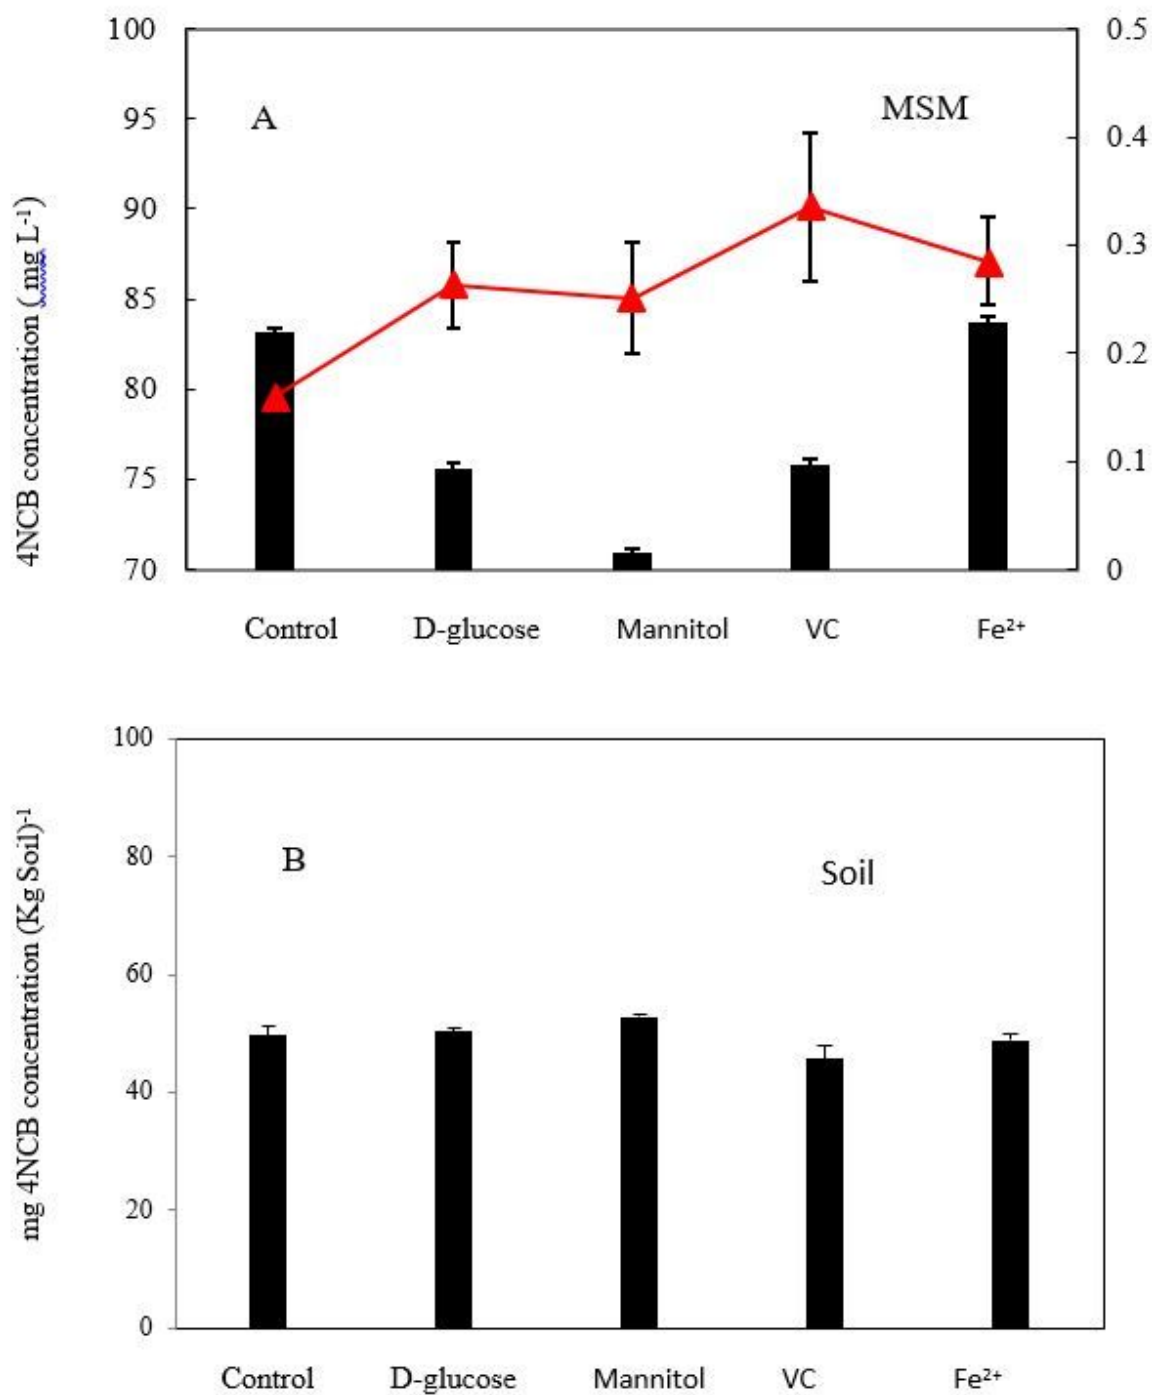 100
95
90
85
80
75
70
4NCB concentration ( mg L⁻¹)
A
MSM
0.5
0.4
0.3
0.2
0.1
0
Control D-glucose Mannitol VC Fe²⁺
100
80
60
40
20
0
mg 4NCB concentration (Kg Soil)⁻¹
B
Soil
Control D-glucose Mannitol VC Fe²⁺